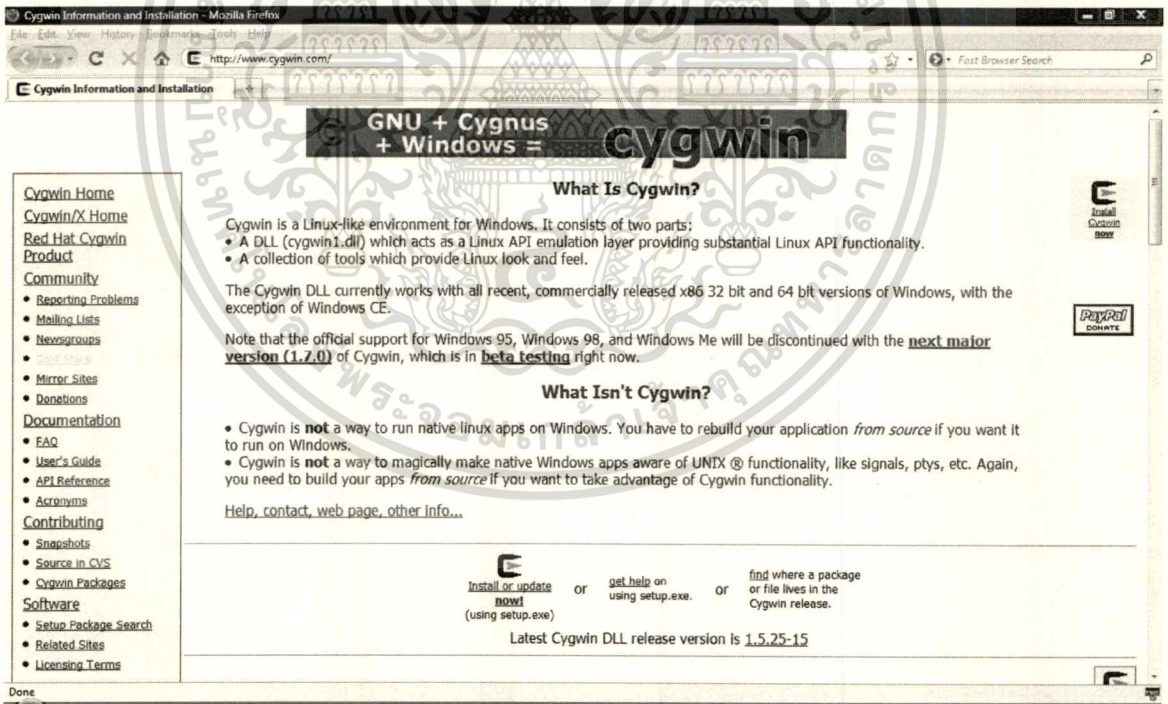 Cygwin Information and Installation - Mozilla Firefox
File Edit View History Bookmarks Tools Help
http://www.cygwin.com/
Fast Browser Search
Cygwin Information and Installation
GNU + Cygnus
+ Windows =
cygwin
Cygwin Home
Cygwin/X Home
Red Hat Cygwin
Product
Community
• Reporting Problems
• Mailing Lists
• Newsgroups
• Gold Stars
• Mirror Sites
• Donations
Documentation
• FAQ
• User's Guide
• API Reference
• Acronyms
Contributing
• Snapshots
• Source in CVS
• Cygwin Packages
Software
• Setup Package Search
• Related Sites
• Licensing Terms
What Is Cygwin?
Cygwin is a Linux-like environment for Windows. It consists of two parts:
• A DLL (cygwin1.dll) which acts as a Linux API emulation layer providing substantial Linux API functionality.
• A collection of tools which provide Linux look and feel.
The Cygwin DLL currently works with all recent, commercially released x86 32 bit and 64 bit versions of Windows, with the
exception of Windows CE.
Note that the official support for Windows 95, Windows 98, and Windows Me will be discontinued with the next major
version (1.7.0) of Cygwin, which is in beta testing right now.
What Isn't Cygwin?
• Cygwin is not a way to run native linux apps on Windows. You have to rebuild your application from source if you want it
to run on Windows.
• Cygwin is not a way to magically make native Windows apps aware of UNIX ® functionality, like signals, ptys, etc. Again,
you need to build your apps from source if you want to take advantage of Cygwin functionality.
Help, contact, web page, other info...
Install or update
now!
(using setup.exe)
or
get help on
using setup.exe.
or
find where a package
or file lives in the
Cygwin release.
Latest Cygwin DLL release version is 1.5.25-15
Install
Cygwin
now
PayPal
DONATE
Done